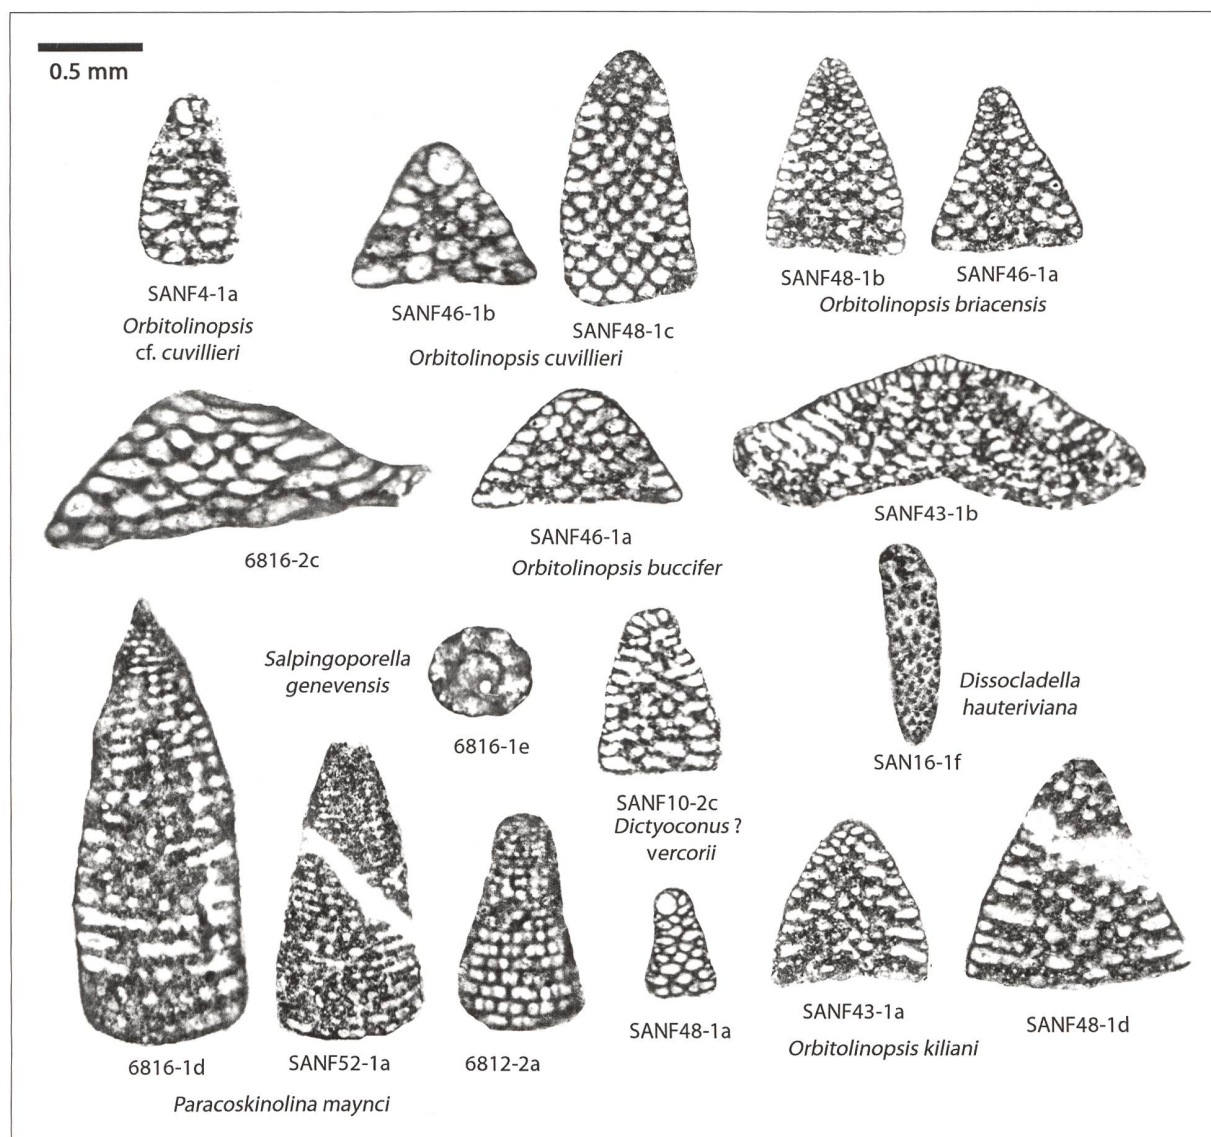 0.5 mm
SANF4-1a
Orbitolinopsis
cf. cuvillieri
SANF46-1b
SANF48-1c
Orbitolinopsis cuvillieri
SANF48-1b
SANF46-1a
Orbitolinopsis briacensis
6816-2c
SANF46-1a
Orbitolinopsis buccifer
SANF43-1b
Salpingoporella
genevensis
6816-1e
SANF10-2c
Dictyoconus ?
vercorii
Dissocladella
hauteriviana
SAN16-1f
6816-1d
SANF52-1a
6812-2a
Paracoskinolina maynci
SANF48-1a
SANF43-1a
SANF48-1d
Orbitolinopsis kiliani